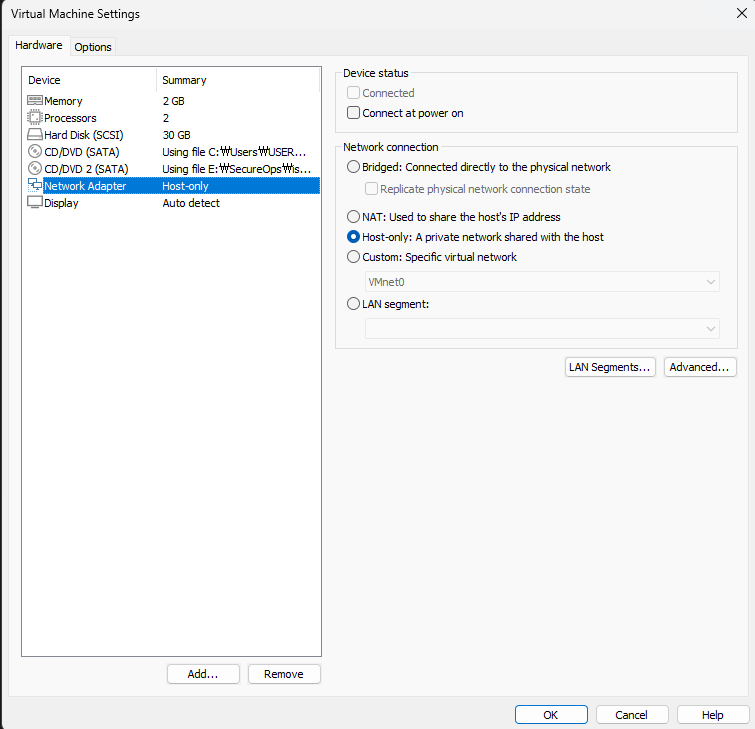 Virtual Machine Settings
Hardware Options
Device Summary
Memory 2 GB
Processors 2
Hard Disk (SCSI) 30 GB
CD/DVD (SATA) Using file C:₩Users₩USER...
CD/DVD 2 (SATA) Using file E:₩SecureOps₩is...
Network Adapter Host-only
Display Auto detect
Add... Remove
Device status
Connected
Connect at power on
Network connection
Bridged: Connected directly to the physical network
Replicate physical network connection state
NAT: Used to share the host's IP address
Host-only: A private network shared with the host
Custom: Specific virtual network
VMnet0
LAN segment:
LAN Segments... Advanced...
OK Cancel Help